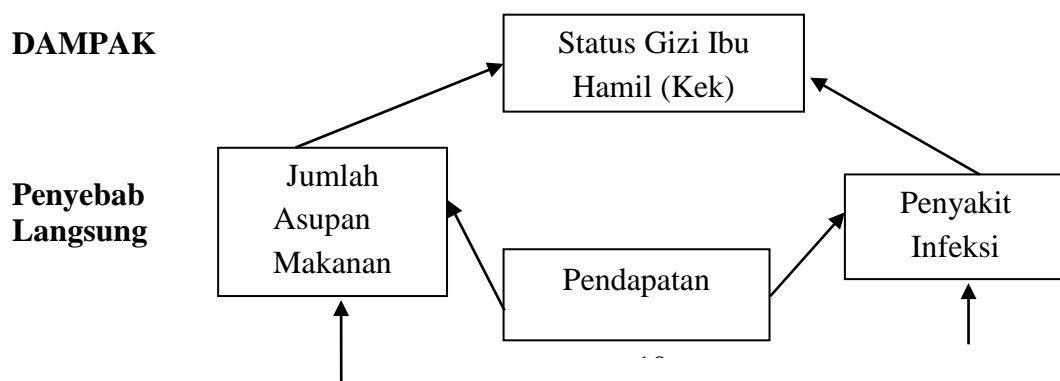 DAMPAK
Status Gizi Ibu
Hamil (Kek)
Penyebab
Langsung
Jumlah
Asupan
Makanan
Pendapatan
Penyakit
Infeksi